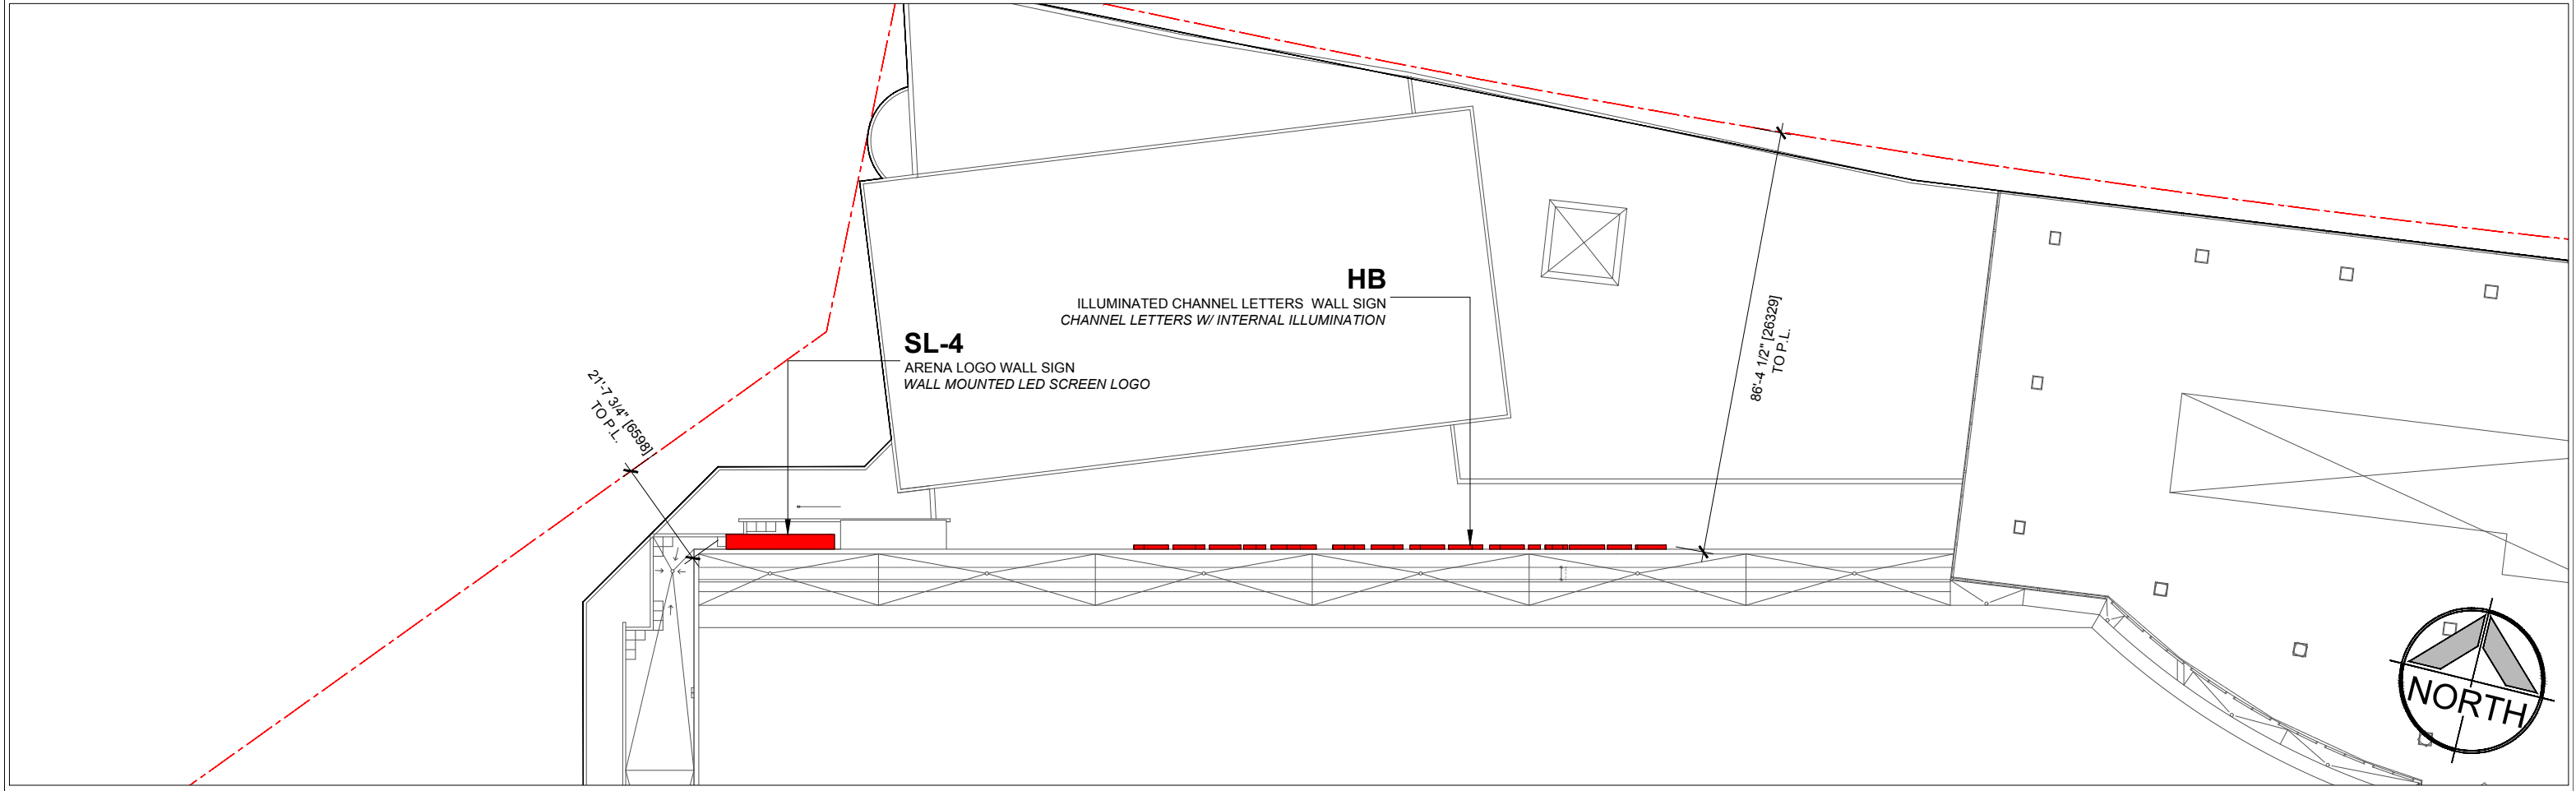 HB
ILLUMINATED CHANNEL LETTERS WALL SIGN
CHANNEL LETTERS W/ INTERNAL ILLUMINATION
SL-4
ARENA LOGO WALL SIGN
WALL MOUNTED LED SCREEN LOGO
21'-7 3/4" [6598]
TO P.L.
86'-4 1/2" [26329]
TO P.L.
NORTH